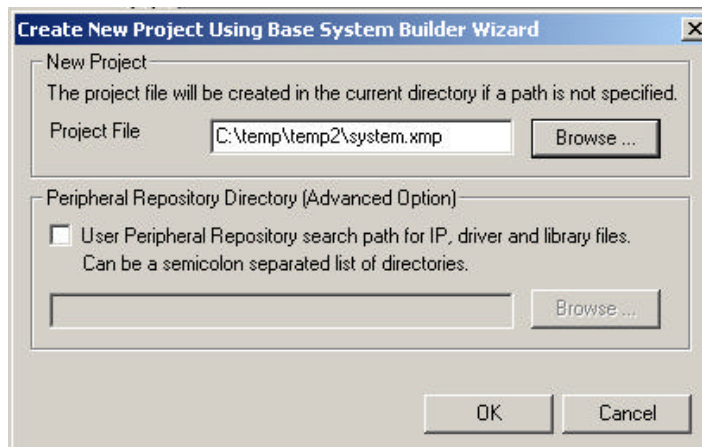 Create New Project Using Base System Builder Wizard
New Project
The project file will be created in the current directory if a path is not specified.
Project File
C:\temp\temp2\system.xmp
Browse ...
Peripheral Repository Directory (Advanced Option)
User Peripheral Repository search path for IP, driver and library files.
Can be a semicolon separated list of directories.
Browse ...
OK
Cancel